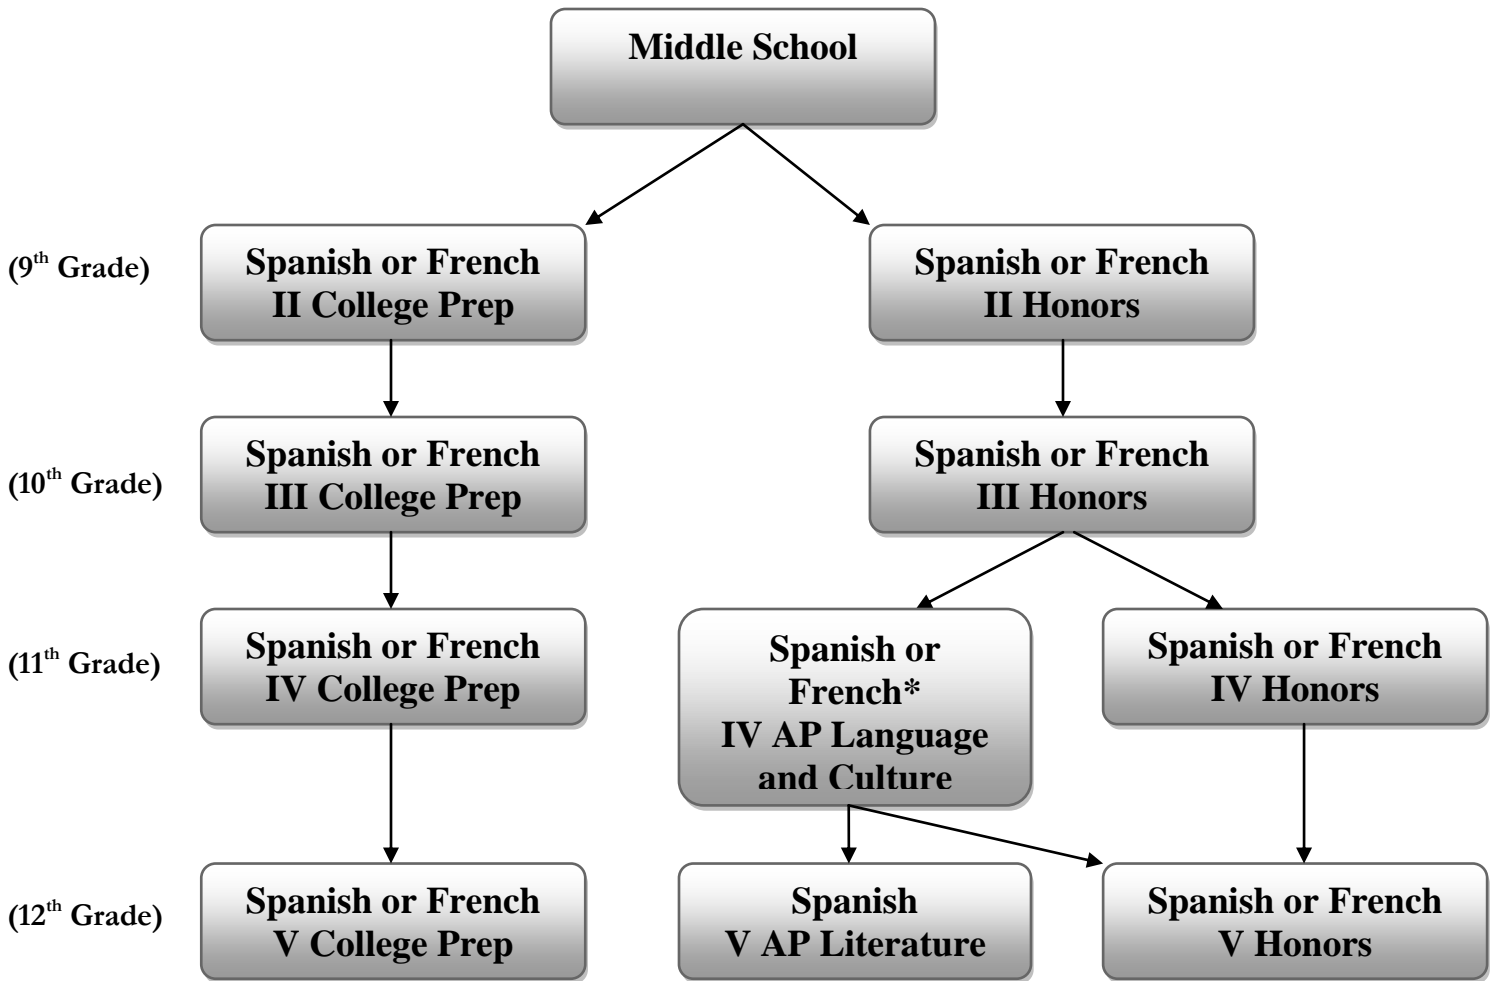 Middle School
(9th Grade)
Spanish or French
II College Prep
Spanish or French
II Honors
(10th Grade)
Spanish or French
III College Prep
Spanish or French
III Honors
(11th Grade)
Spanish or French
IV College Prep
Spanish or
French*
IV AP Language
and Culture
Spanish or French
IV Honors
(12th Grade)
Spanish or French
V College Prep
Spanish
V AP Literature
Spanish or French
V Honors